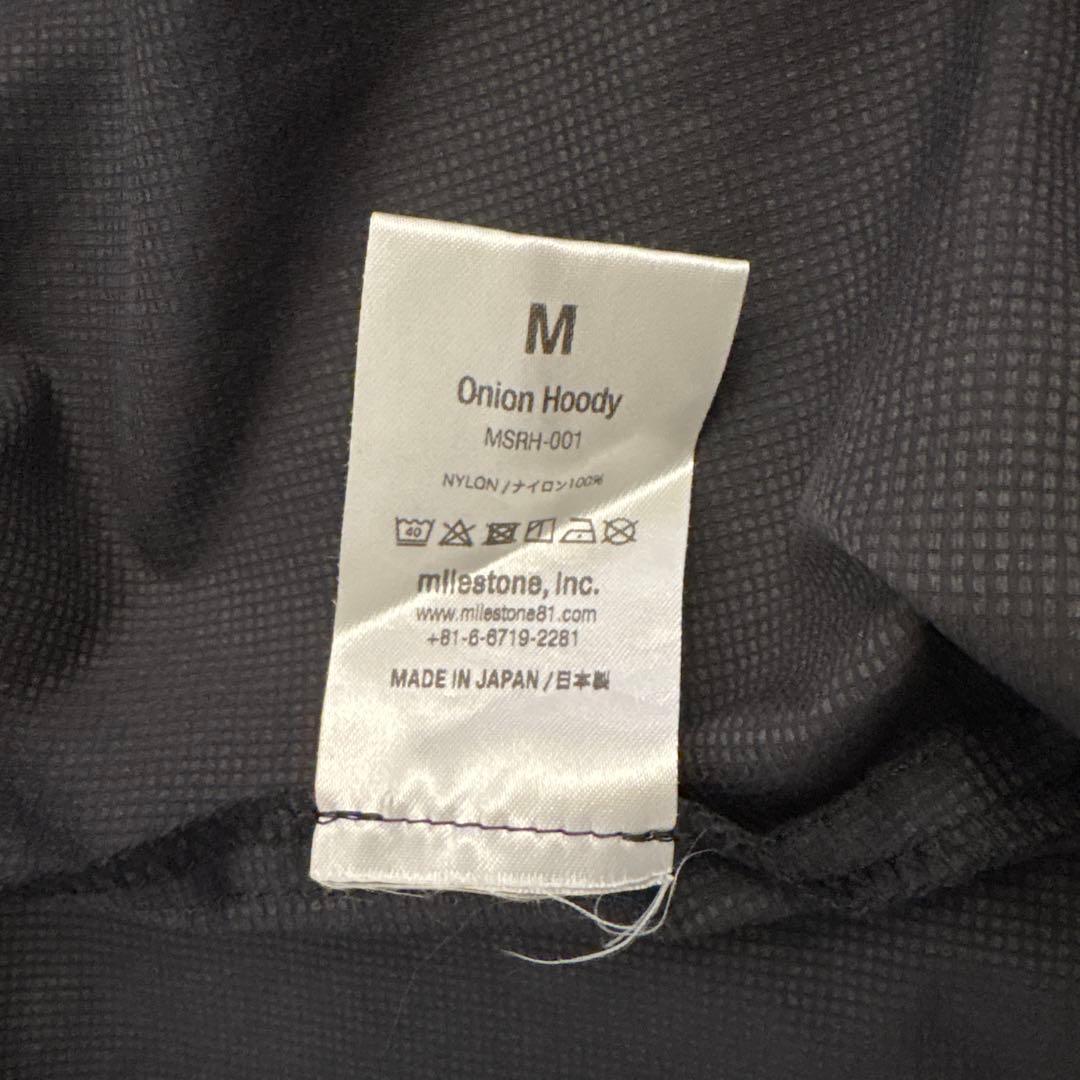 M
Onion Hoody
MSRH-001
NYLON / ナイロン100%
40
milestone, inc.
www.milestone81.com
+81-6-6719-2281
MADE IN JAPAN / 日本製